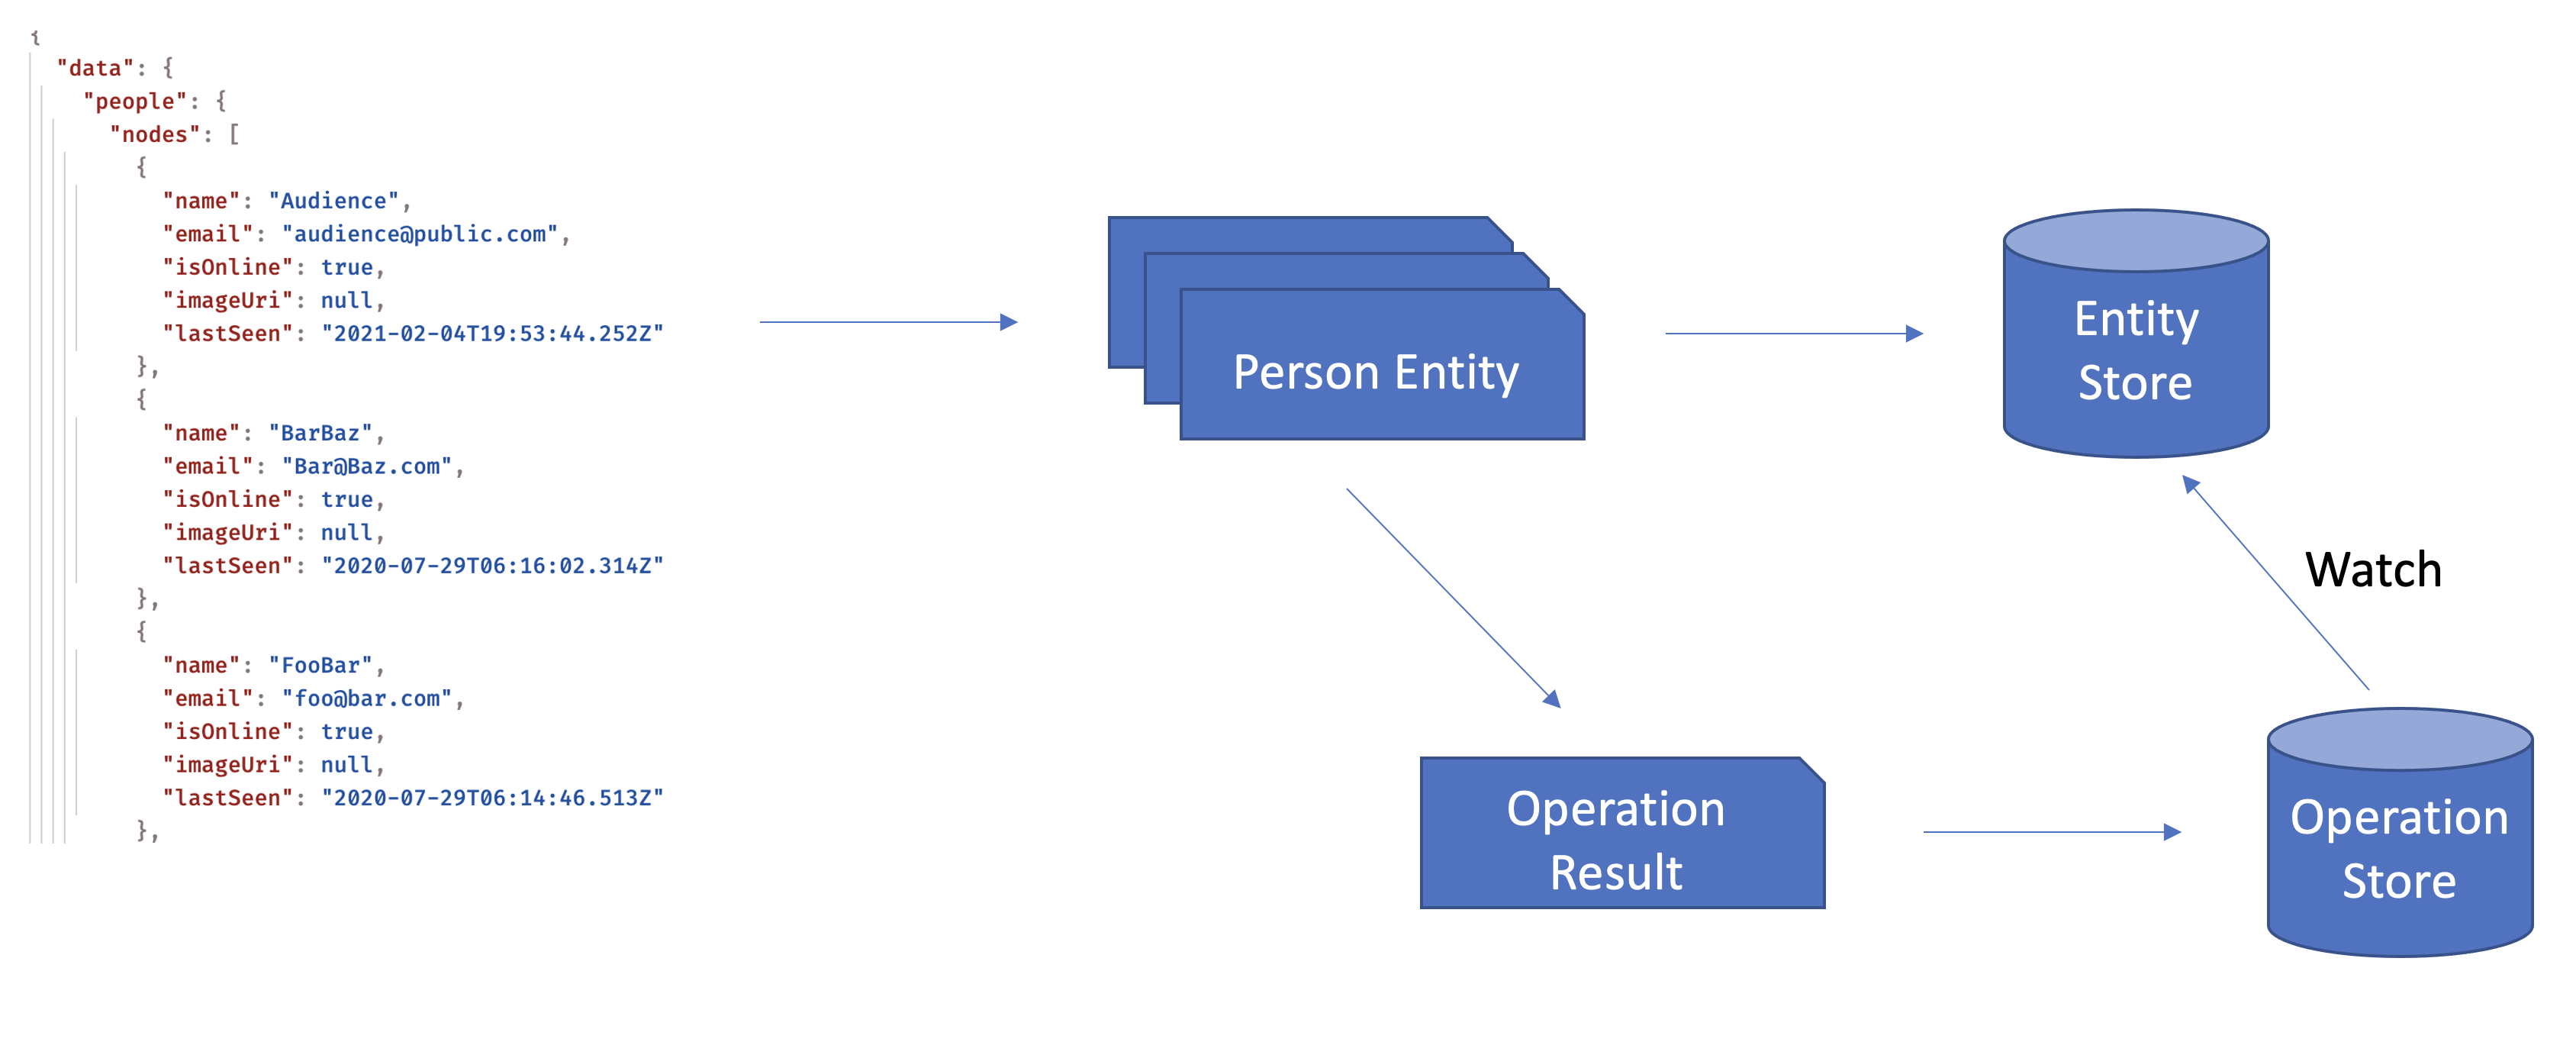 {
"data": {
"people": {
"nodes": [
{
"name": "Audience",
"email": "audience@public.com",
"isOnline": true,
"imageUri": null,
"lastSeen": "2021-02-04T19:53:44.252Z"
},
{
"name": "BarBaz",
"email": "Bar@Baz.com",
"isOnline": true,
"imageUri": null,
"lastSeen": "2020-07-29T06:16:02.314Z"
},
{
"name": "FooBar",
"email": "foo@bar.com",
"isOnline": true,
"imageUri": null,
"lastSeen": "2020-07-29T06:14:46.513Z"
},
Person Entity
Entity
Store
Watch
Operation
Result
Operation
Store